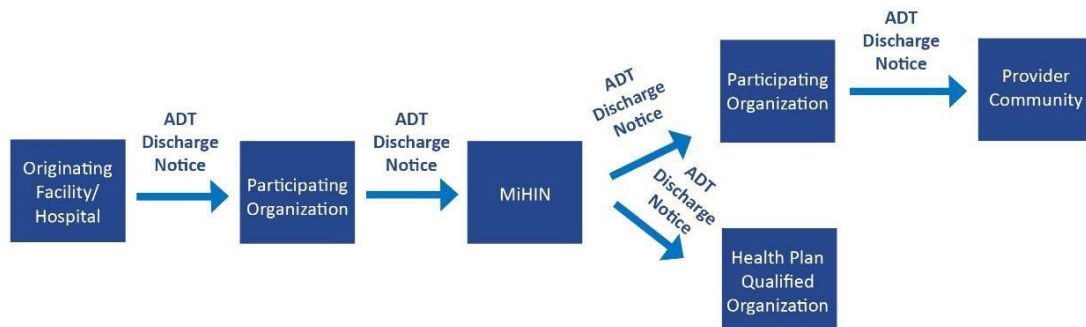 Originating
Facility/
Hospital
ADT
Discharge
Notice
Participating
Organization
ADT
Discharge
Notice
MiHIN
ADT
Discharge
Notice
Participating
Organization
ADT
Discharge
Notice
Provider
Community
ADT
Discharge
Notice
Health Plan
Qualified
Organization